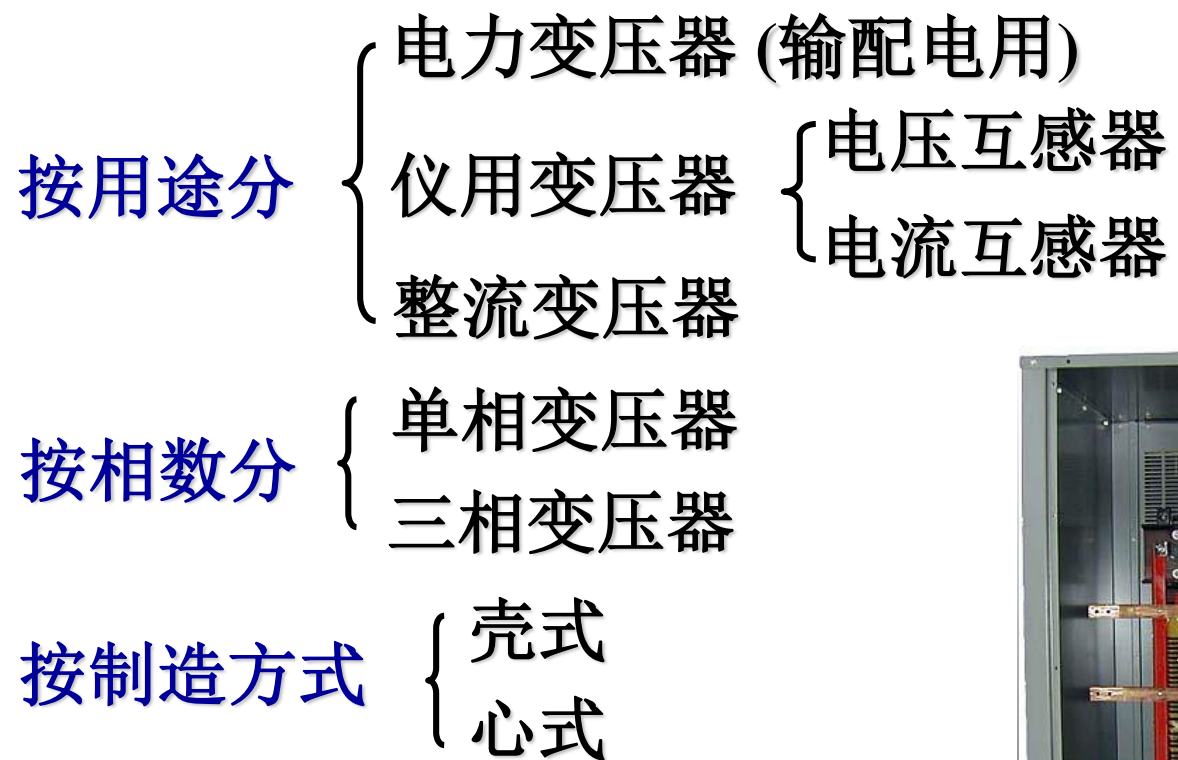 电力变压器 (输配电用)
按用途分
仪用变压器
电压互感器
电流互感器
整流变压器
按相数分
单相变压器
三相变压器
按制造方式
壳式
心式